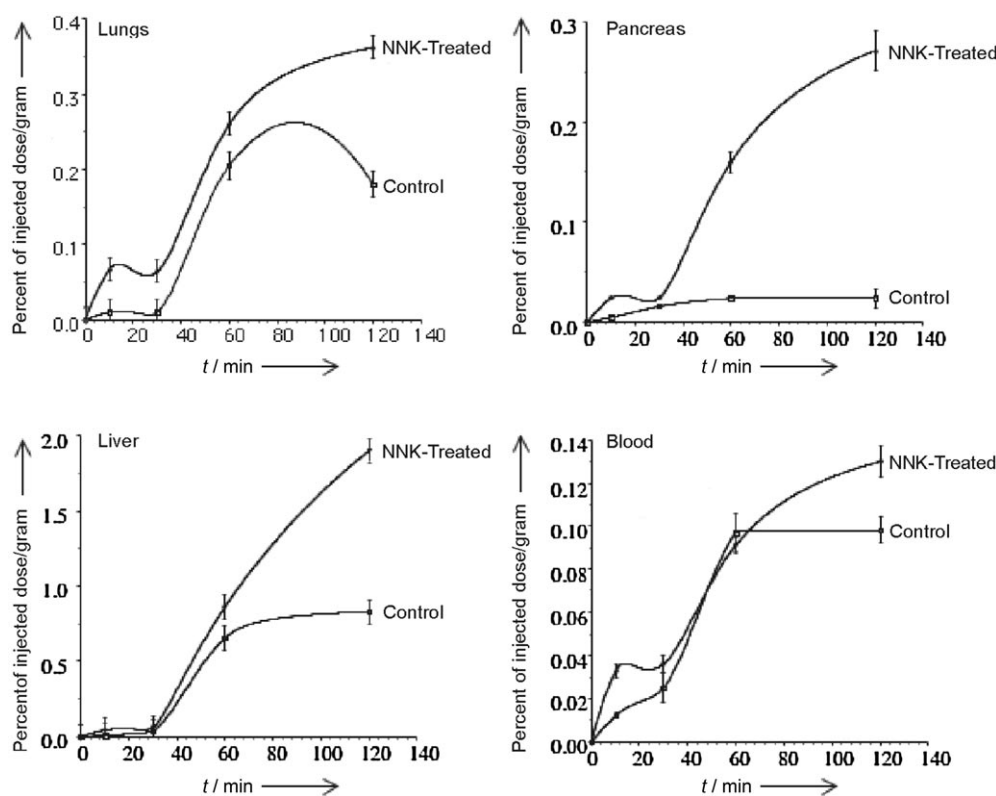 Lungs
Percent of injected dose/gram
0.4
0.3
0.2
0.1
0.0
NNK-Treated
Control
0 20 40 60 80 100 120 140
t / min
Pancreas
Percent of injected dose/gram
0.3
0.2
0.1
0.0
NNK-Treated
Control
0 20 40 60 80 100 120 140
t / min
Liver
Percentof injected dose/gram
2.0
1.5
1.0
0.5
0.0
NNK-Treated
Control
0 20 40 60 80 100 120 140
t / min
Blood
Percent of injected dose/gram
0.14
0.12
0.10
0.08
0.06
0.04
0.02
0.00
NNK-Treated
Control
0 20 40 60 80 100 120 140
t / min